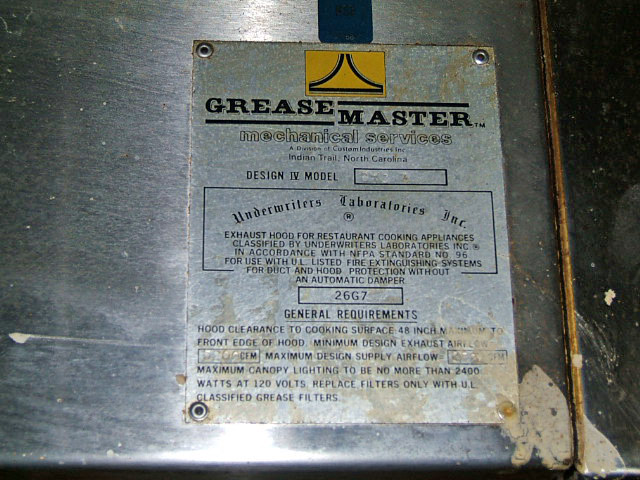 GREASE MASTER TM
mechanical services
A Division of Custom Industries Inc.
Indian Trail, North Carolina
DESIGN IV MODEL
Underwriters Laboratories Inc.
®
EXHAUST HOOD FOR RESTAURANT COOKING APPLIANCES
CLASSIFIED BY UNDERWRITERS LABORATORIES INC.®
IN ACCORDANCE WITH NFPA STANDARD NO. 96
FOR USE WITH U.L. LISTED FIRE EXTINGUISHING SYSTEMS
FOR DUCT AND HOOD PROTECTION WITHOUT
AN AUTOMATIC DAMPER.
26G7
GENERAL REQUIREMENTS
HOOD CLEARANCE TO COOKING SURFACE 48 INCH MAXIMUM TO
FRONT EDGE OF HOOD. MINIMUM DESIGN EXHAUST AIRFLOW
CFM MAXIMUM DESIGN SUPPLY AIRFLOW- CFM
MAXIMUM CANOPY LIGHTING TO BE NO MORE THAN 2400
WATTS AT 120 VOLTS. REPLACE FILTERS ONLY WITH U.L.
CLASSIFIED GREASE FILTERS.